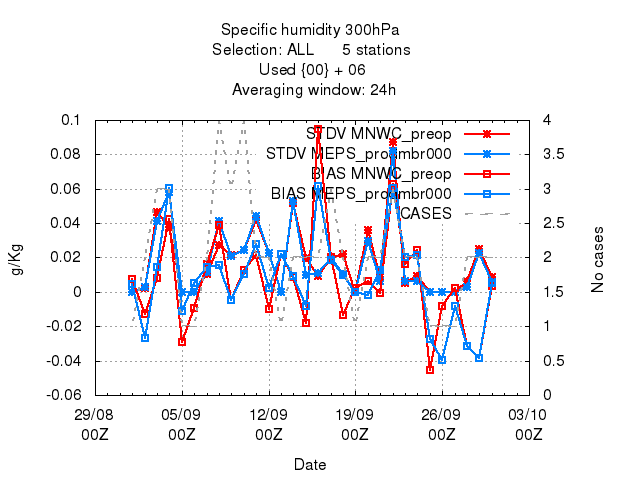 Specific humidity 300hPa
Selection: ALL 5 stations
Used {00} + 06
Averaging window: 24h
STDV MNWC_preop
STDV MEPS_prodmbr000
BIAS MNWC_preop
BIAS MEPS_prodmbr000
CASES
0.1
0.08
0.06
0.04
0.02
0
-0.02
-0.04
-0.06
g/Kg
4
3.5
3
2.5
2
1.5
1
0.5
0
No cases
29/08 05/09 12/09 19/09 26/09 03/10
00Z 00Z 00Z 00Z 00Z 00Z
Date